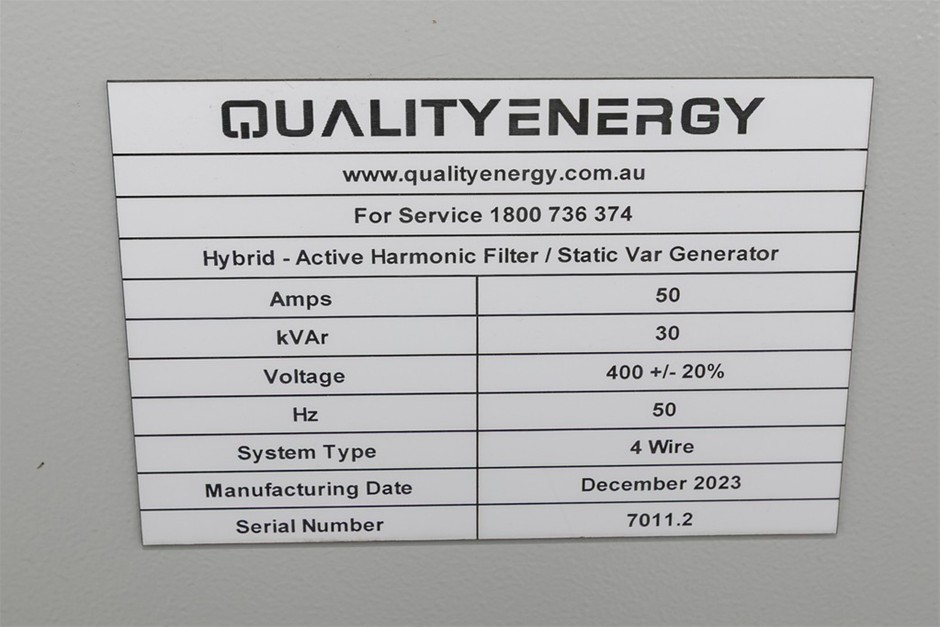 QUALITYENERGY
www.qualityenergy.com.au
For Service 1800 736 374
Hybrid - Active Harmonic Filter / Static Var Generator
Amps 50
kVAr 30
Voltage 400 +/- 20%
Hz 50
System Type 4 Wire
Manufacturing Date December 2023
Serial Number 7011.2